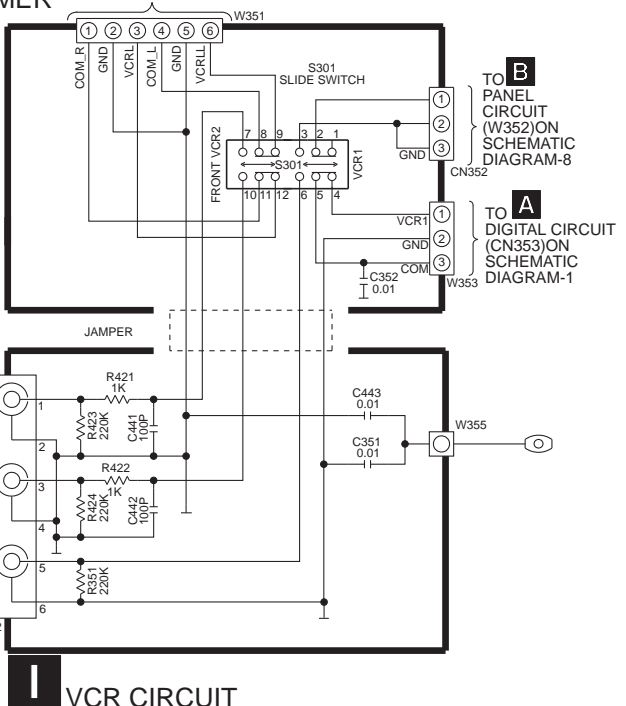 MER
W351
1 2 3 4 5 6
COM_R
GND
VCRL
COM_L
GND
VCRLL
S301
SLIDE SWITCH
TO B
PANEL
CIRCUIT
(W352)ON
SCHEMATIC
DIAGRAM-8
1
2
GND 3
CN352
FRONT VCR2
7 8 9 3 2 1
S301
10 11 12 6 5 4
VCR1
TO A
DIGITAL CIRCUIT
(CN353)ON
SCHEMATIC
DIAGRAM-1
VCR1 1
GND 2
COM 3
W353
C352
0.01
JAMPER
R421
1K
1
R423
220K
C441
100P
2
C443
0.01
W355
C351
0.01
R422
1K
3
R424
220K
C442
100P
4
5
R351
220K
6
2
I VCR CIRCUIT